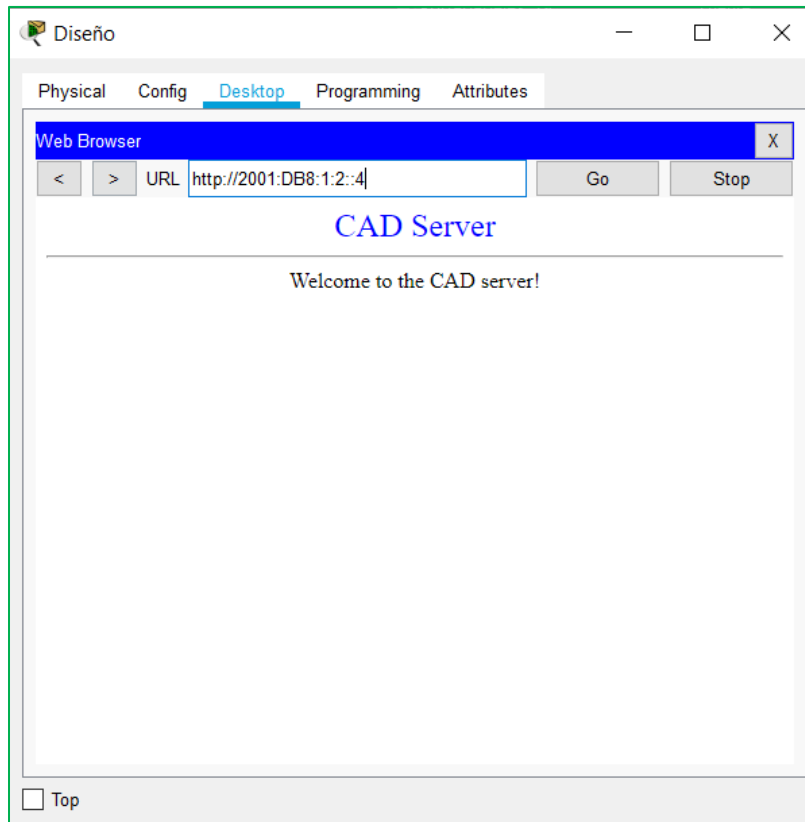 Diseño
Physical Config Desktop Programming Attributes
Web Browser X
< > URL http://2001:DB8:1:2::4 Go Stop
CAD Server
Welcome to the CAD server!
Top